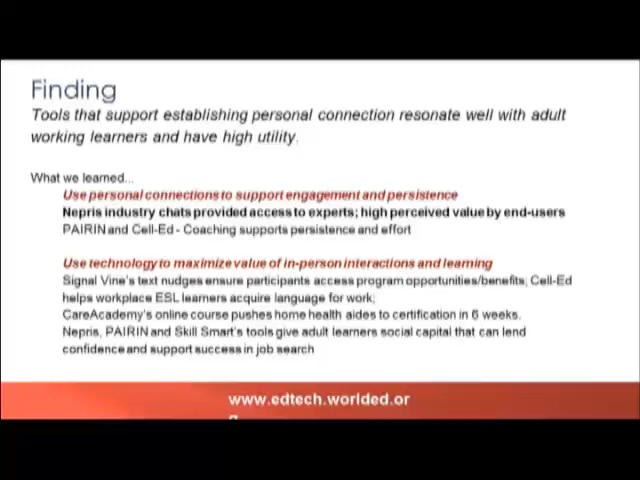 Finding
Tools that support establishing personal connection resonate well with adult
working learners and have high utility.
What we learned...
Use personal connections to support engagement and persistence
Nepris industry chats provided access to experts; high perceived value by end-users
PAIRIN and Cell-Ed - Coaching supports persistence and effort
Use technology to maximize value of in-person interactions and learning
Signal Vine's text nudges ensure participants access program opportunities/benefits; Cell-Ed
helps workplace ESL learners acquire language for work;
CareAcademy's online course pushes home health aides to certification in 6 weeks.
Nepris, PAIRIN and Skill Smart's tools give adult learners social capital that can lend
confidence and support success in job search
www.edtech.worlded.or
g